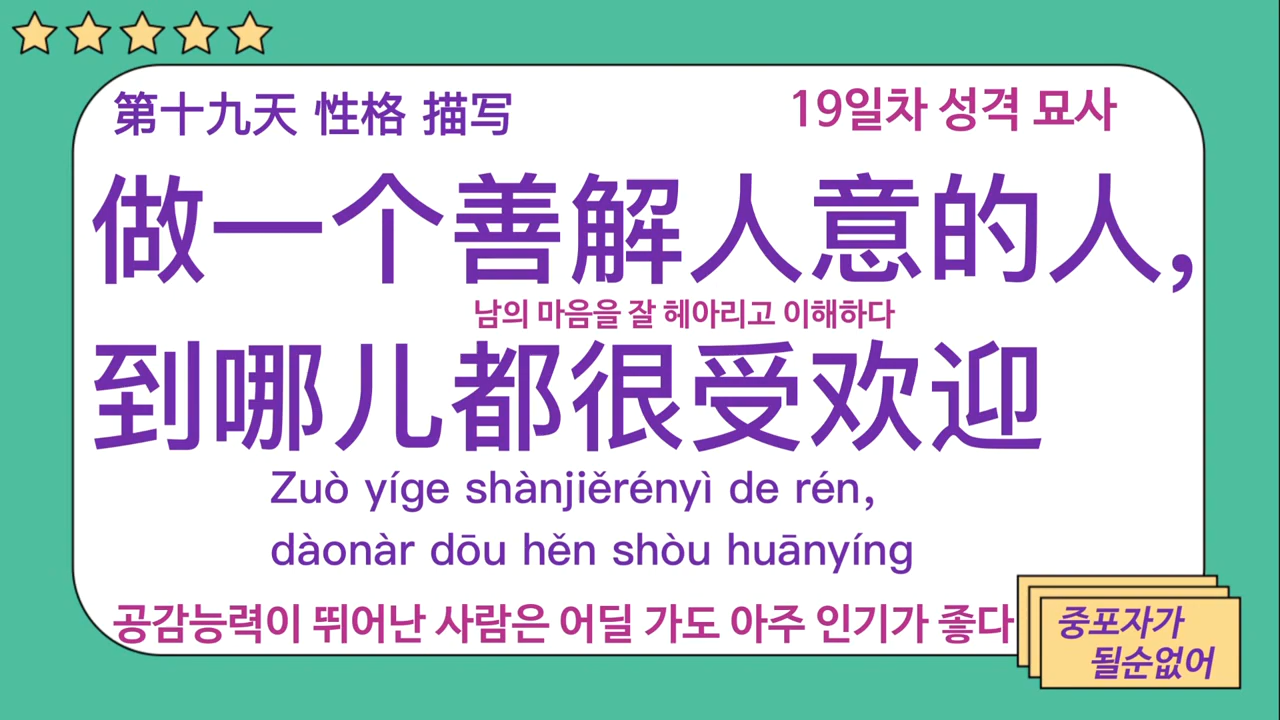 第十九天 性格 描写
19일차 성격 묘사
做一个善解人意的人,
남의 마음을 잘 헤아리고 이해하다
到哪儿都很受欢迎
Zuò yíge shànjiěrényì de rén,
dàonàr dōu hěn shòu huānyíng
공감능력이 뛰어난 사람은 어딜 가도 아주 인기가 좋다
중포자가
될순없어